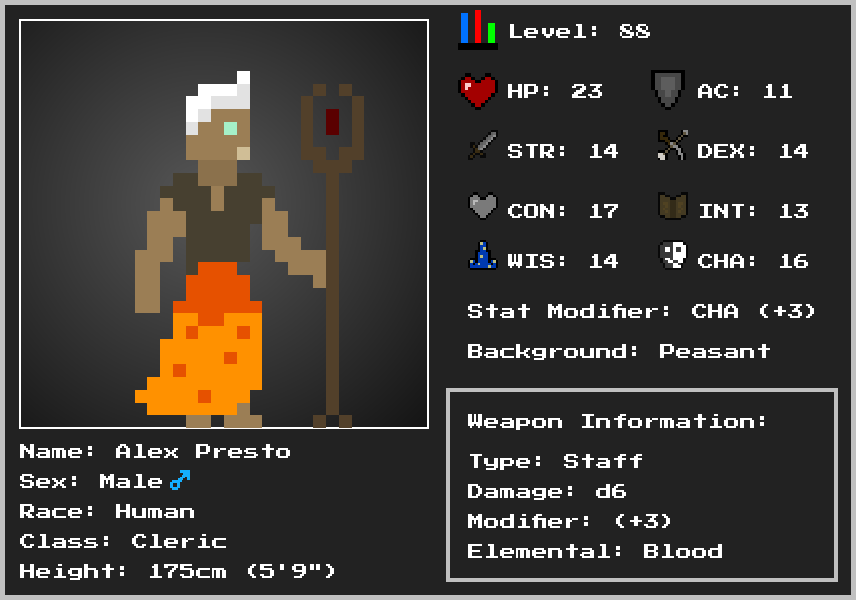 Level: 88
HP: 23
AC: 11
STR: 14
DEX: 14
CON: 17
INT: 13
WIS: 14
CHA: 16
Stat Modifier: CHA (+3)
Background: Peasant
Weapon Information:
Type: Staff
Damage: d6
Modifier: (+3)
Elemental: Blood
Name: Alex Presto
Sex: Male ♂
Race: Human
Class: Cleric
Height: 175cm (5'9")